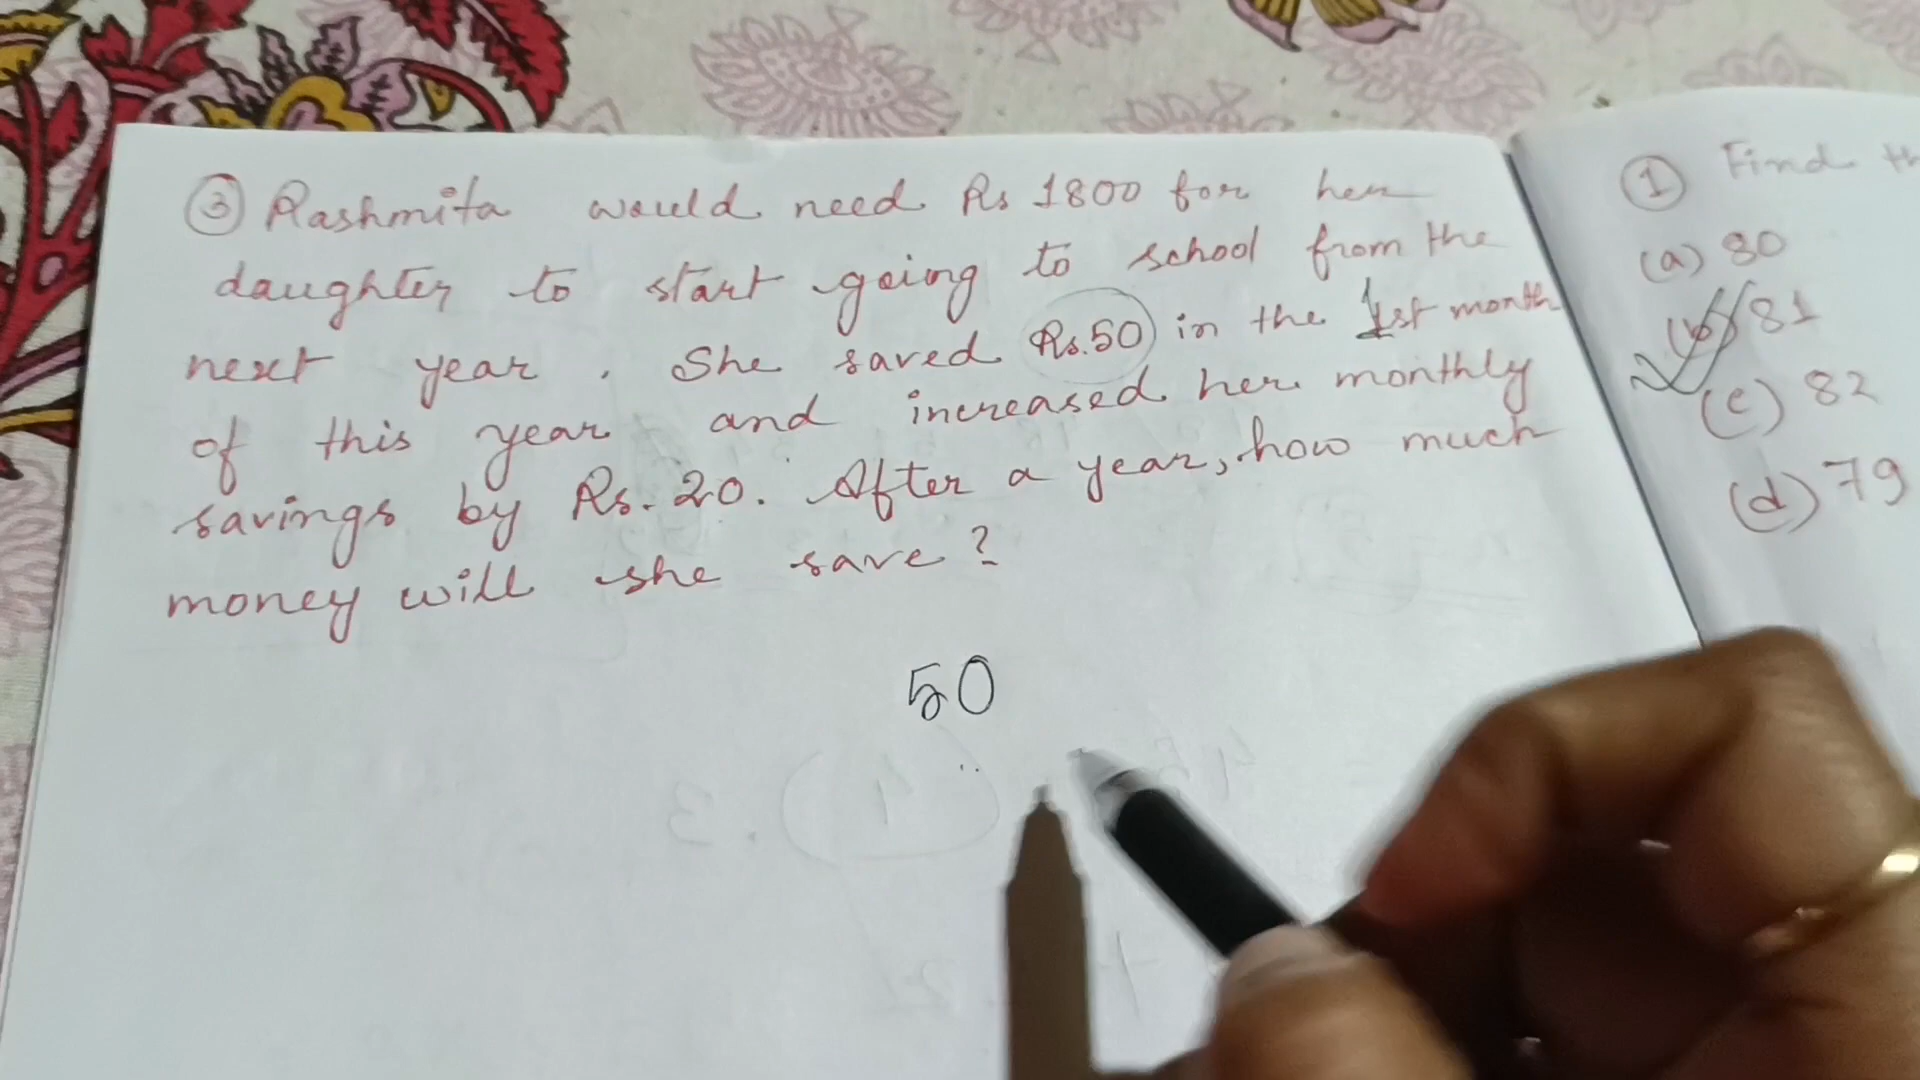 ③ Rashmita would need Rs 1800 for her
daughter to start going to school from the
next year. She saved Rs.50 in the 1st month
of this year and increased her monthly
savings by Rs. 20. After a year, how much
money will she save?
50
① Find
(a) 80
(b) 81
(c) 82
(d) 79